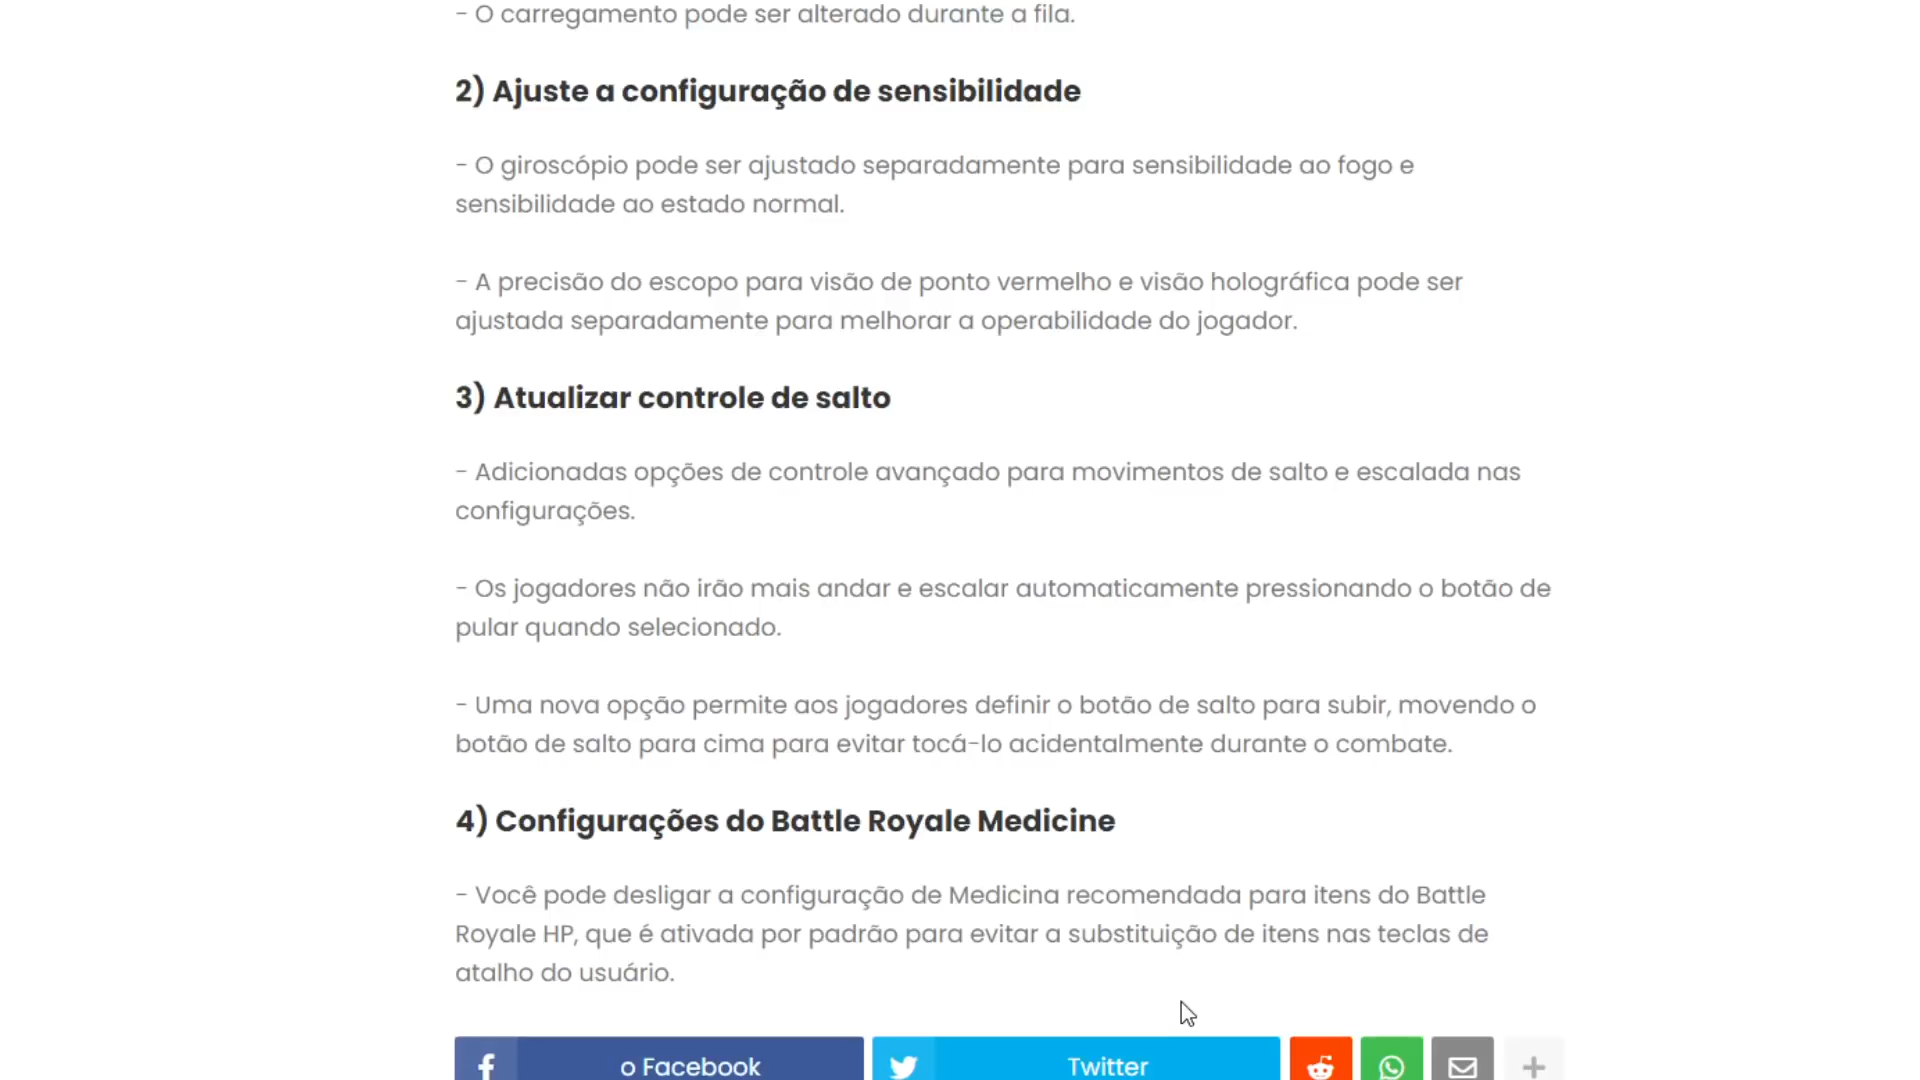 - O carregamento pode ser alterado durante a fila.
2) Ajuste a configuração de sensibilidade
- O giroscópio pode ser ajustado separadamente para sensibilidade ao fogo e
sensibilidade ao estado normal.
- A precisão do escopo para visão de ponto vermelho e visão holográfica pode ser
ajustada separadamente para melhorar a operabilidade do jogador.
3) Atualizar controle de salto
- Adicionadas opções de controle avançado para movimentos de salto e escalada nas
configurações.
- Os jogadores não irão mais andar e escalar automaticamente pressionando o botão de
pular quando selecionado.
- Uma nova opção permite aos jogadores definir o botão de salto para subir, movendo o
botão de salto para cima para evitar tocá-lo acidentalmente durante o combate.
4) Configurações do Battle Royale Medicine
- Você pode desligar a configuração de Medicina recomendada para itens do Battle
Royale HP, que é ativada por padrão para evitar a substituição de itens nas teclas de
atalho do usuário.
o Facebook Twitter